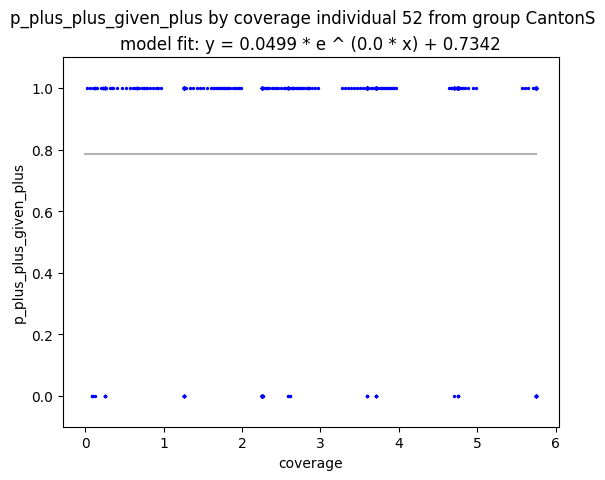 p_plus_plus_given_plus by coverage individual 52 from group CantonS
model fit: y = 0.0499 * e ^ (0.0 * x) + 0.7342
1.0
0.8
0.6
0.4
0.2
0.0
p_plus_plus_given_plus
0 1 2 3 4 5 6
coverage